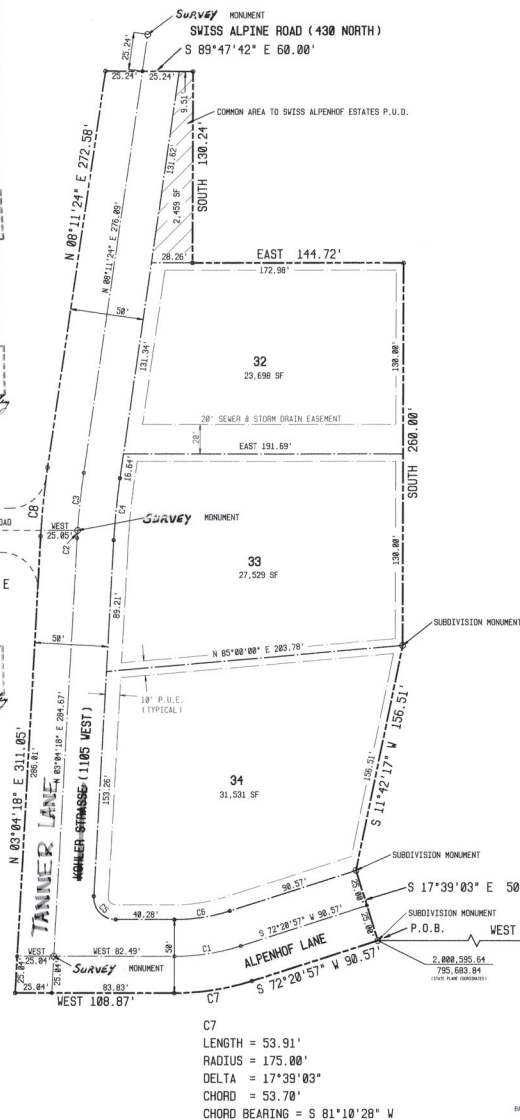 SURVEY MONUMENT
SWISS ALPINE ROAD (430 NORTH)
S 89°47'42" E 60.00'
25.24'
25.24'
25.24'
9.51'
COMMON AREA TO SWISS ALPENHOF ESTATES P.U.D.
N 08°11'24" E 272.58'
N 08°11'24" E 276.09'
131.62'
2,459 SF
SOUTH 130.24'
28.26'
EAST 144.72'
172.98'
50'
131.34'
32
23,698 SF
130.00'
20' SEWER & STORM DRAIN EASEMENT
20'
EAST 191.69'
SOUTH 260.00'
16.64'
C3
C4
C8
OAD
WEST
25.05'
C2
SURVEY MONUMENT
E
33
27,529 SF
130.00'
89.21'
50'
SUBDIVISION MONUMENT
N 85°00'00" E 203.78'
10' P.U.E.
(TYPICAL)
N 03°04'18" E 311.05'
286.01'
N 03°04'18" E 284.67'
TANNER LANE
KOHLER STRASSE (1105 WEST)
153.26'
34
31,531 SF
156.51'
S 11°42'17" W 156.51'
SUBDIVISION MONUMENT
90.57'
25.00'
S 17°39'03" E 50
C5
40.28'
C6
SUBDIVISION MONUMENT
25.00'
P.O.B.
WEST
S 72°20'57" W 90.57'
ALPENHOF LANE
C1
50'
WEST
25.04'
WEST 82.49'
SURVEY MONUMENT
25.04'
25.04'
25.04'
83.83'
WEST 108.87'
C7
S 72°20'57" W 90.57'
2,000,595.64
795,683.84
(STATE PLANE COORDINATES)
C7
LENGTH = 53.91'
RADIUS = 175.00'
DELTA = 17°39'03"
CHORD = 53.70'
CHORD BEARING = S 81°10'28" W